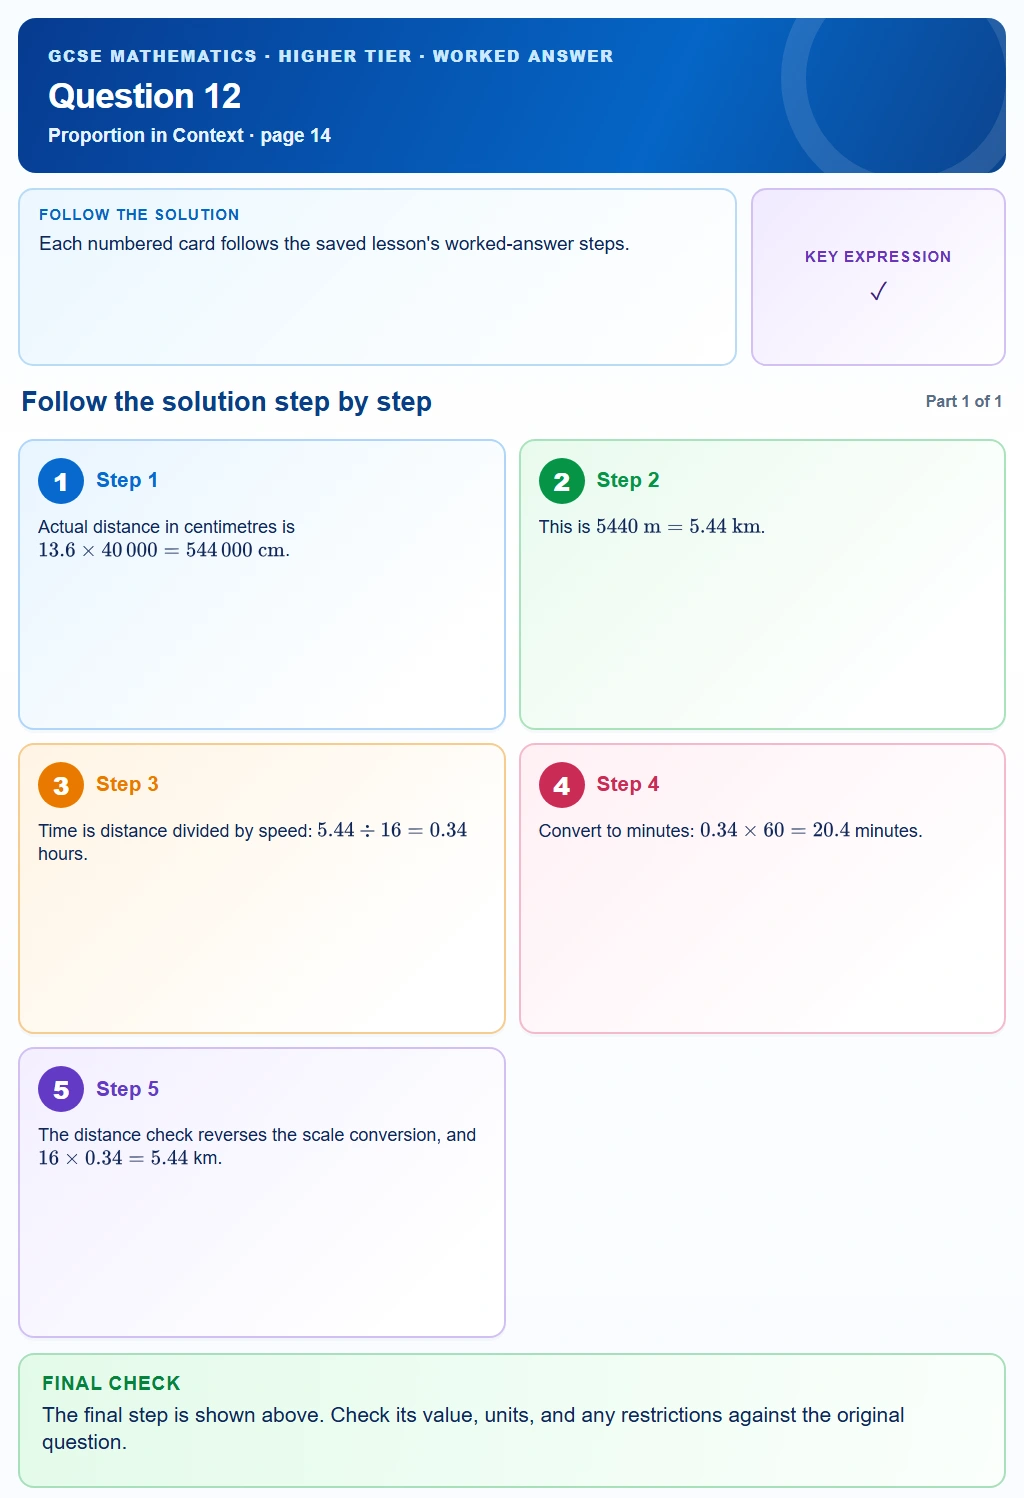 GCSE MATHEMATICS · HIGHER TIER · WORKED ANSWER
Question 12
Proportion in Context · page 14
FOLLOW THE SOLUTION
Each numbered card follows the saved lesson's worked-answer steps.
KEY EXPRESSION
✓
Follow the solution step by step
Part 1 of 1
1 Step 1
Actual distance in centimetres is
13.6 × 40 000 = 544 000 cm.
2 Step 2
This is 5440 m = 5.44 km.
3 Step 3
Time is distance divided by speed: 5.44 ÷ 16 = 0.34
hours.
4 Step 4
Convert to minutes: 0.34 × 60 = 20.4 minutes.
5 Step 5
The distance check reverses the scale conversion, and
16 × 0.34 = 5.44 km.
FINAL CHECK
The final step is shown above. Check its value, units, and any restrictions against the original
question.